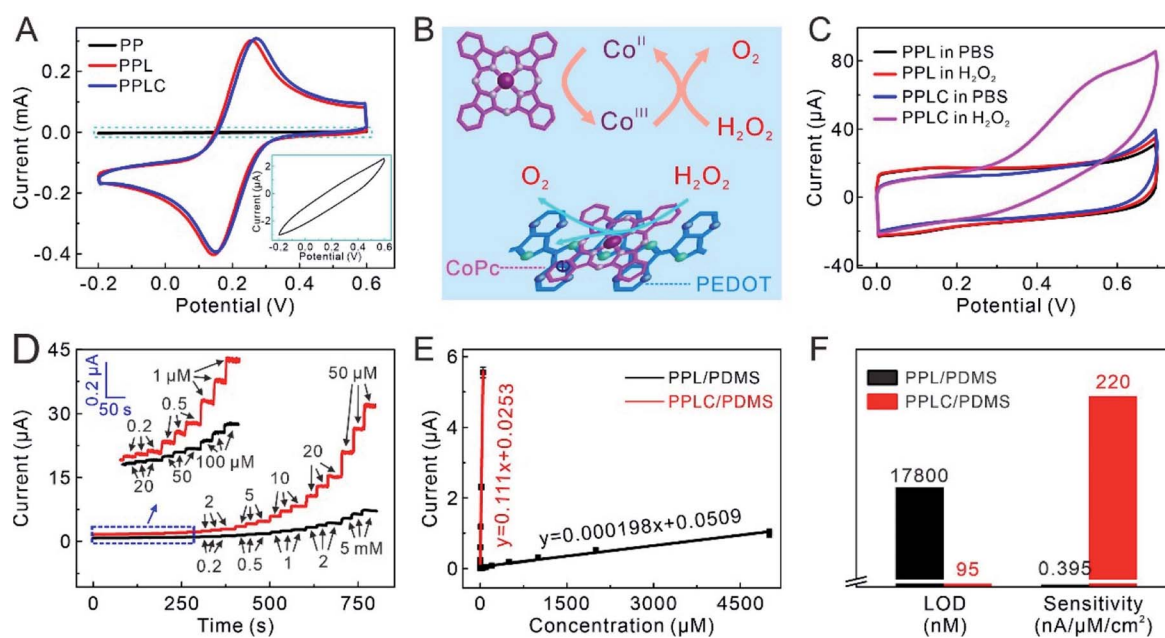 A
PP
PPL
PPLC
Current (mA)
0.2
0.0
-0.2
-0.4
-0.2
0.0
0.2
0.4
0.6
Potential (V)
Current (μA)
2
0
-2
-0.2 0.0 0.2 0.4 0.6
Potential (V)
B
Co^II
O₂
Co^III
H₂O₂
O₂
H₂O₂
CoPc
PEDOT
C
PPL in PBS
PPL in H₂O₂
PPLC in PBS
PPLC in H₂O₂
Current (μA)
80
40
0
-40
0.0
0.2
0.4
0.6
Potential (V)
D
Current (μA)
45
30
15
0
0.2 μA
50 s
1 μM
0.5
0.2
20
50
100 μM
50 μM
20
10
5
2
0.2
0.5
1
2
5 mM
0
250
500
750
Time (s)
E
Current (μA)
6
4
2
0
PPL/PDMS
PPLC/PDMS
y=0.111x+0.0253
y=0.000198x+0.0509
0
1500
3000
4500
Concentration (μM)
F
PPL/PDMS
PPLC/PDMS
17800
95
0.395
220
LOD
(nM)
Sensitivity
(nA/μM/cm²)